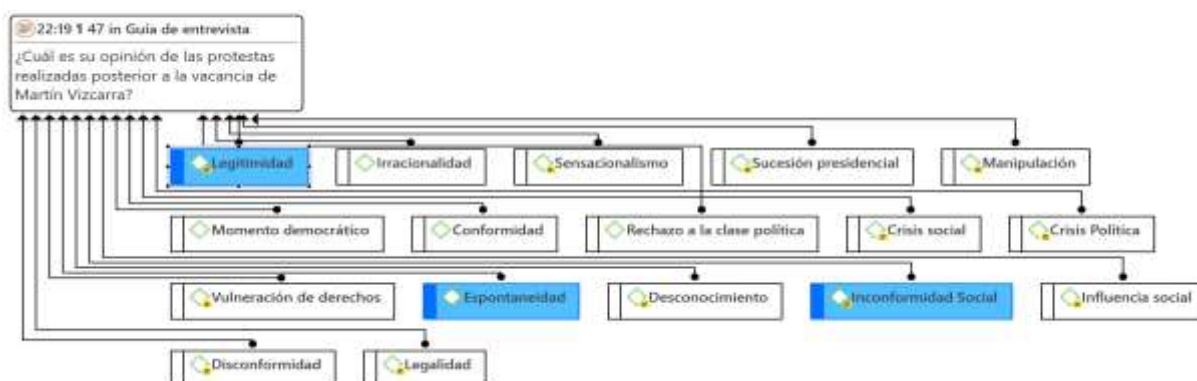 22:19 ¶ 47 in Guia de entrevista
¿Cuál es su opinión de las protestas
realizadas posterior a la vacancia de
Martín Vizcarra?
Legitimidad
Irracionalidad
Sensacionalismo
Sucesión presidencial
Manipulación
Momento democrático
Conformidad
Rechazo a la clase política
Crisis social
Crisis Política
Vulneración de derechos
Espontaneidad
Desconocimiento
Inconformidad Social
Influencia social
Disconformidad
Legalidad